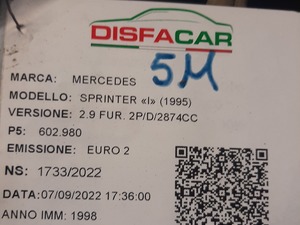 DISFACAR
MARCA: MERCEDES
5M
MODELLO: SPRINTER «I» (1995)
VERSIONE: 2.9 FUR. 2P/D/2874CC
P5: 602.980
EMISSIONE: EURO 2
NS: 1733/2022
DATA:07/09/2022 17:36:00
ANNO IMM: 1998